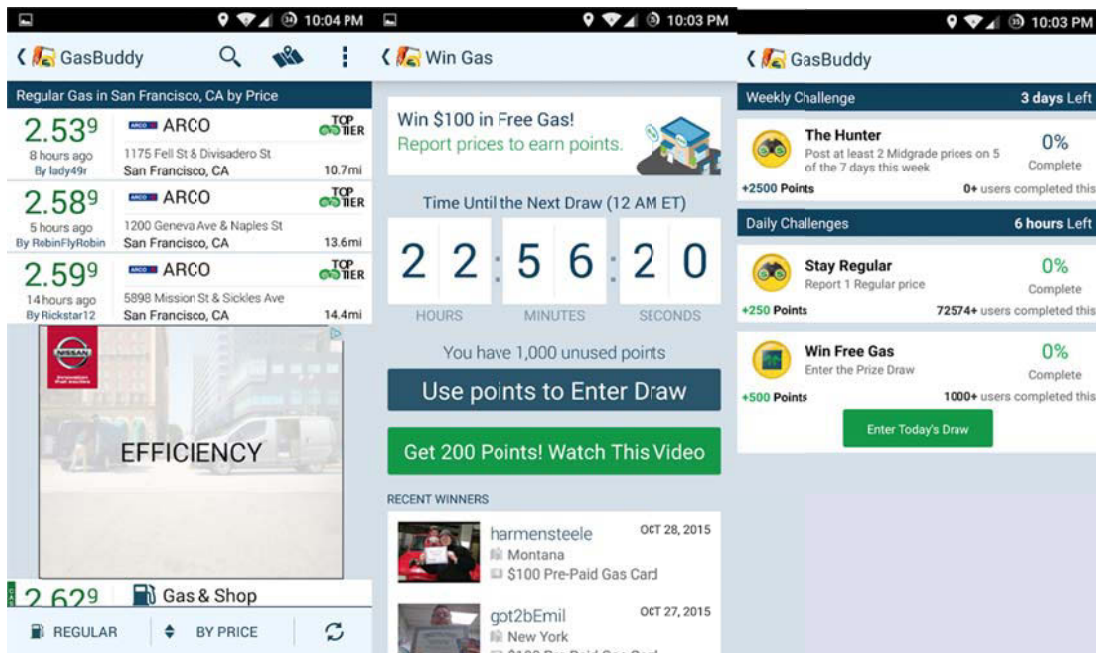 10:04 PM
GasBuddy
Regular Gas in San Francisco, CA by Price
2.539
ARCO
TOP TIER
8 hours ago
1175 Fell St & Divisadero St
By lady49r
San Francisco, CA
10.7mi
2.589
ARCO
TOP TIER
5 hours ago
1200 Geneva Ave & Naples St
By RobinFlyRobin
San Francisco, CA
13.6mi
2.599
ARCO
TOP TIER
14 hours ago
5898 Mission St & Sickles Ave
By Rickstar12
San Francisco, CA
14.4mi
NISSAN
Innovation
that excites
EFFICIENCY
2.629
Gas & Shop
REGULAR
BY PRICE
10:03 PM
Win Gas
Win $100 in Free Gas!
Report prices to earn points.
Time Until the Next Draw (12 AM ET)
22:56:20
HOURS MINUTES SECONDS
You have 1,000 unused points
Use points to Enter Draw
Get 200 Points! Watch This Video
RECENT WINNERS
harmensteele
OCT 28, 2015
Montana
$100 Pre-Paid Gas Card
got2bEmil
OCT 27, 2015
New York
$100 Pre-Paid Gas Card
10:03 PM
GasBuddy
Weekly Challenge 3 days Left
The Hunter
0%
Post at least 2 Midgrade prices on 5
of the 7 days this week
Complete
+2500 Points
0+ users completed this
Daily Challenges 6 hours Left
Stay Regular
0%
Report 1 Regular price
Complete
+250 Points
72574+ users completed this
Win Free Gas
0%
Enter the Prize Draw
Complete
+500 Points
1000+ users completed this
Enter Today's Draw